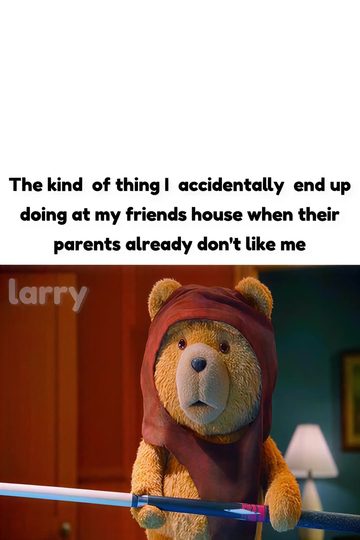 The kind of thing I accidentally end up
doing at my friends house when their
parents already don't like me
larry